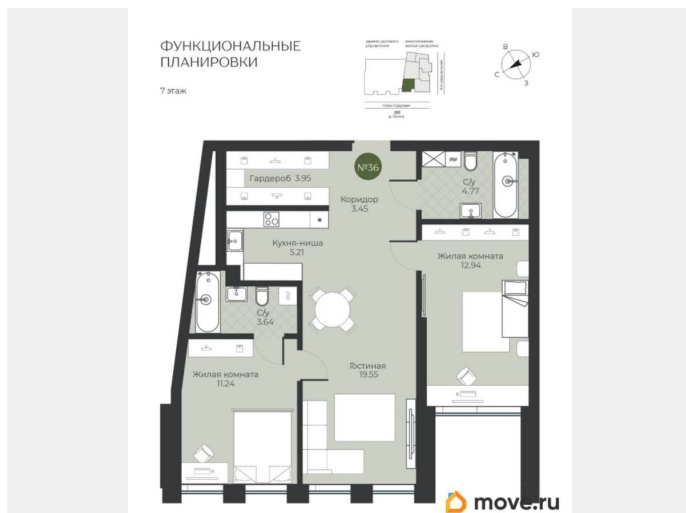 ФУНКЦИОНАЛЬНЫЕ
ПЛАНИРОВКИ
7 этаж
В
Ю
С
З
№36
Гардероб 3.95
Коридор
3.45
С/у
4.77
Кухня-ниша
5.21
Жилая комната
12.94
С/у
3.64
Жилая комната
11.24
Гостиная
19.55
move.ru